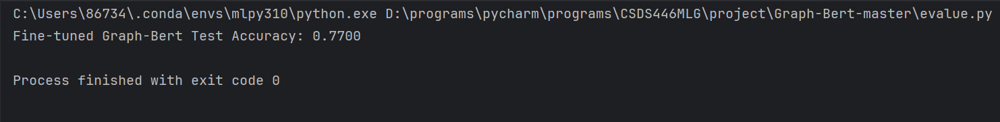 C:\Users\86734\.conda\envs\mlpy310\python.exe D:\programs\pycharm\programs\CSDS446MLG\project\Graph-Bert-master\evalue.py
Fine-tuned Graph-Bert Test Accuracy: 0.7700
Process finished with exit code 0